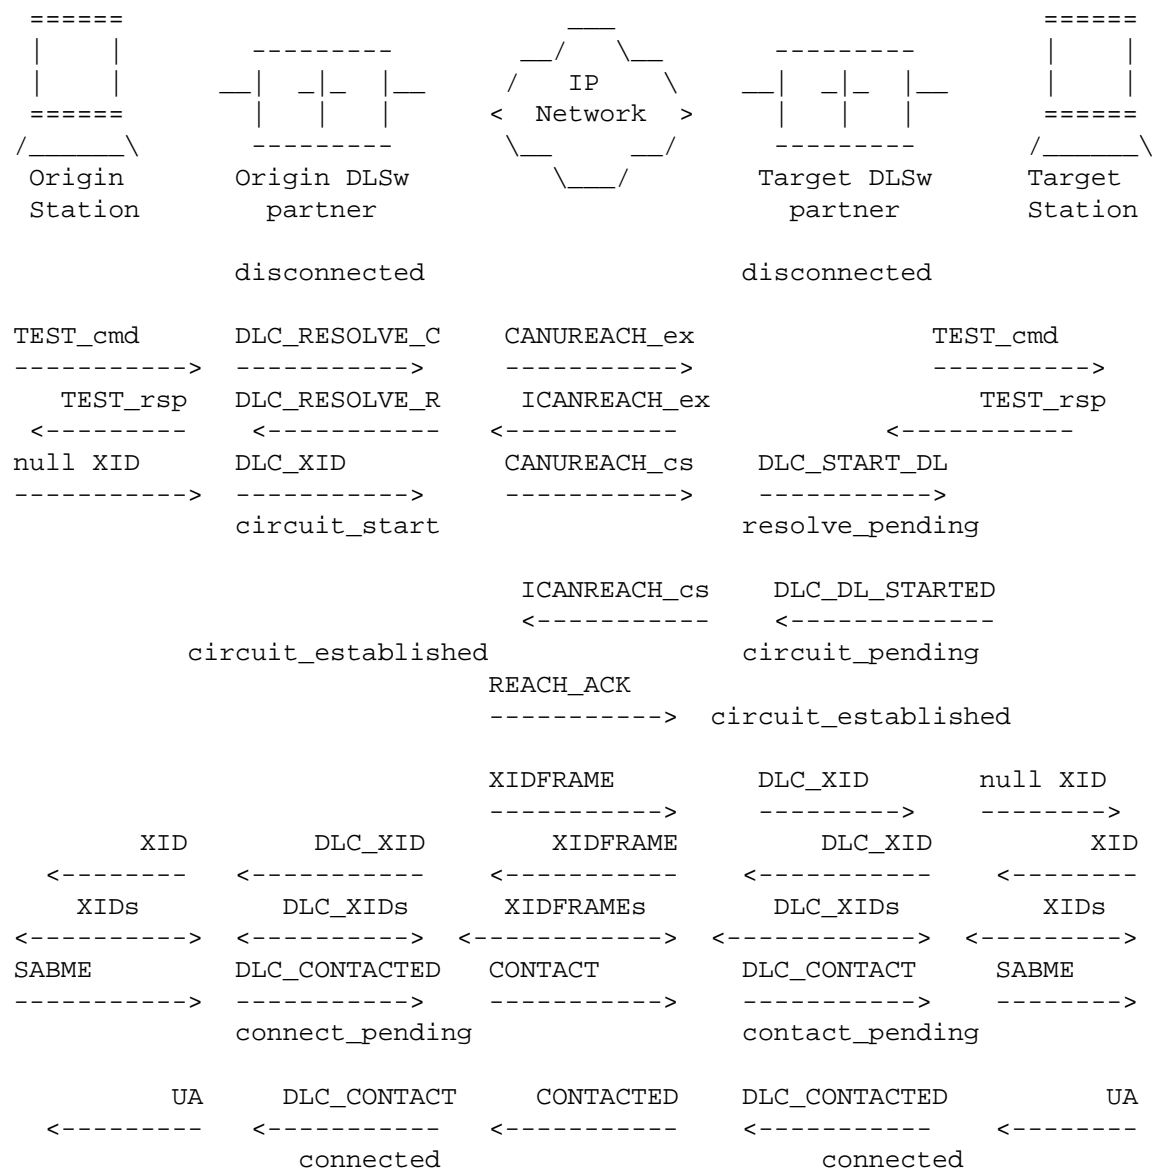 IP
Network
Origin Origin DLSw Target DLSw Target
Station partner partner Station
disconnected disconnected
TEST_cmd DLC_RESOLVE_C CANUREACH_ex TEST_cmd
TEST_rsp DLC_RESOLVE_R ICANREACH_ex TEST_rsp
null XID DLC_XID CANUREACH_cs DLC_START_DL
circuit_start resolve_pending
ICANREACH_cs DLC_DL_STARTED
circuit_established circuit_pending
REACH_ACK
circuit_established
XIDFRAME DLC_XID null XID
XID DLC_XID XIDFRAME DLC_XID XID
XIDs DLC_XIDs XIDFRAMEs DLC_XIDs XIDs
SABME DLC_CONTACTED CONTACT DLC_CONTACT SABME
connect_pending contact_pending
UA DLC_CONTACT CONTACTED DLC_CONTACTED UA
connected connected